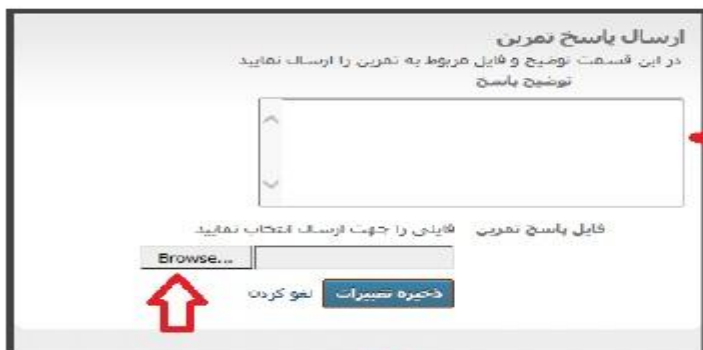 ارسال پاسخ تمرین
در این قسمت توضیح و فایل مربوط به تمرین را ارسال نمایید
توضیح پاسخ
فایل پاسخ تمرین فایلی را جهت ارسال انتخاب نمایید
Browse...
ذخیره تغییرات لغو کردن